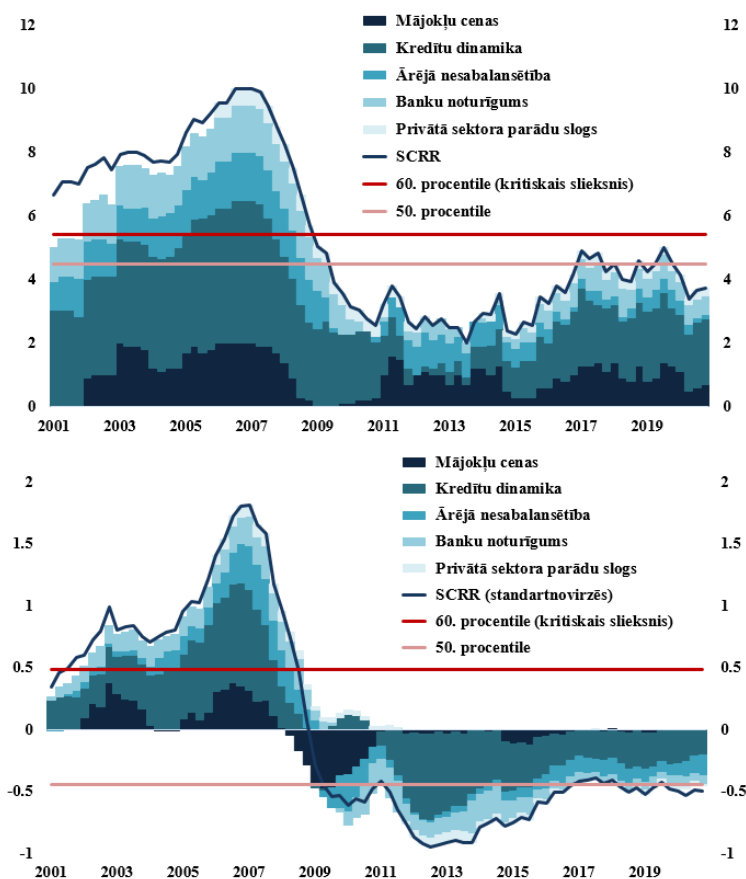 12 12
Mājokļu cenas
Kredītu dinamika
10 10
Ārējā nesabalansētība
Banku noturīgums
Privātā sektora parādu slogs
8 8
SCRR
60. procentile (kritiskais slieksnis)
6 6
50. procentile
4 4
2 2
0 0
2001 2003 2005 2007 2009 2011 2013 2015 2017 2019
Mājokļu cenas
2 2
Kredītu dinamika
Ārējā nesabalansētība
1.5 1.5
Banku noturīgums
Privātā sektora parādu slogs
1 1
SCRR (standartnovirzēs)
60. procentile (kritiskais slieksnis)
0.5 0.5
50. procentile
0 0
-0.5 -0.5
-1 -1
2001 2003 2005 2007 2009 2011 2013 2015 2017 2019